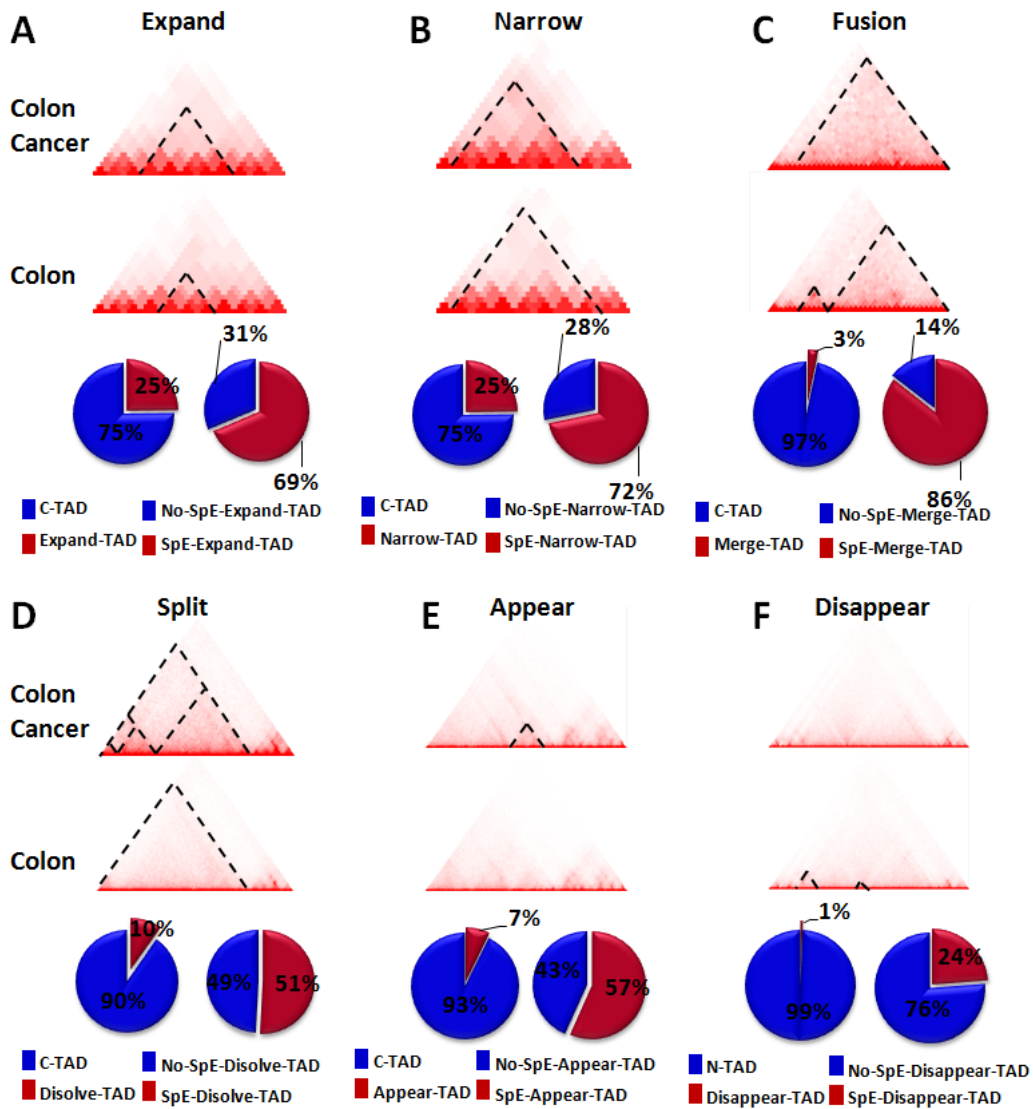 A Expand
B Narrow
C Fusion
Colon
Cancer
Colon
31%
25%
75%
69%
28%
25%
75%
72%
3%
14%
97%
86%
C-TAD
No-SpE-Expand-TAD
Expand-TAD
SpE-Expand-TAD
C-TAD
No-SpE-Narrow-TAD
Narrow-TAD
SpE-Narrow-TAD
C-TAD
No-SpE-Merge-TAD
Merge-TAD
SpE-Merge-TAD
D Split
E Appear
F Disappear
Colon
Cancer
Colon
10%
90%
49%
51%
7%
93%
43%
57%
1%
99%
24%
76%
C-TAD
No-SpE-Disolve-TAD
Disolve-TAD
SpE-Disolve-TAD
C-TAD
No-SpE-Appear-TAD
Appear-TAD
SpE-Appear-TAD
N-TAD
No-SpE-Disappear-TAD
Disappear-TAD
SpE-Disappear-TAD